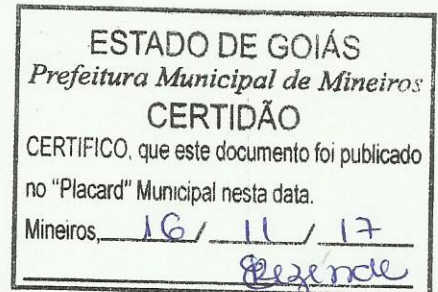 ESTADO DE GOIÁS
Prefeitura Municipal de Mineiros
CERTIDÃO
CERTIFICO, que este documento foi publicado
no "Placard" Municipal nesta data.
Mineiros, 16 / 11 / 17
Rezende